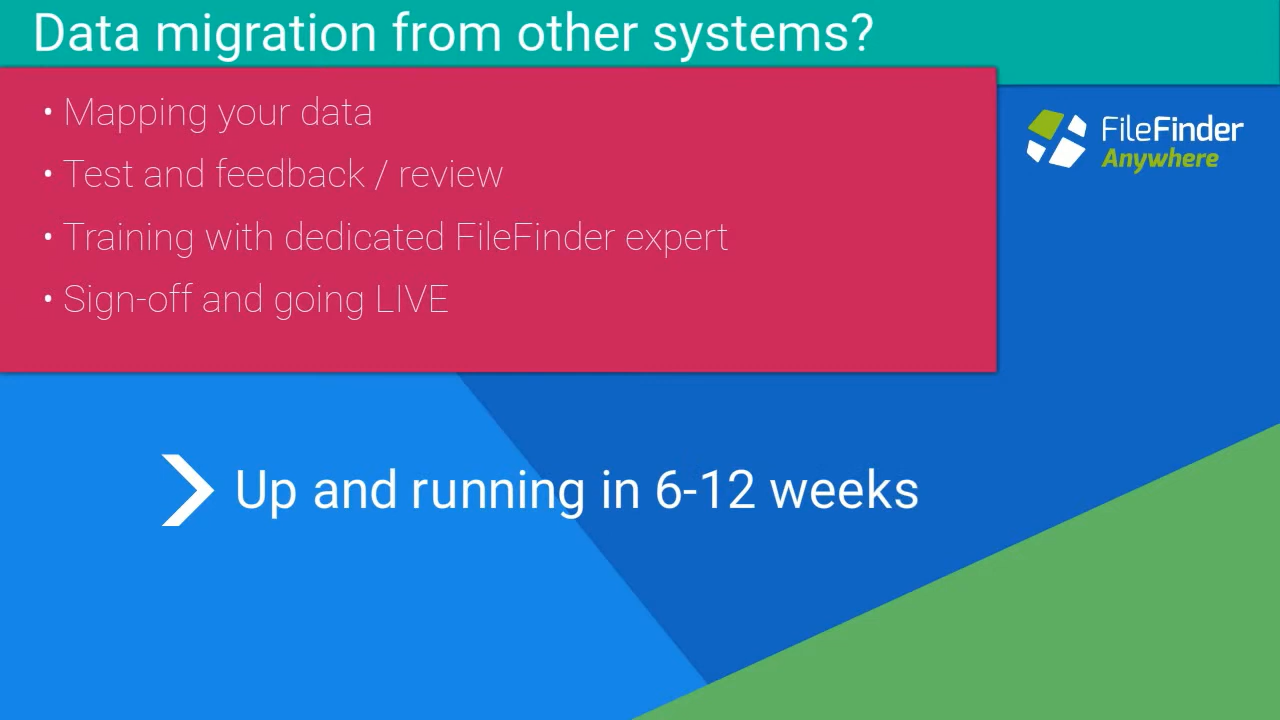 Data migration from other systems?
• Mapping your data
• Test and feedback / review
• Training with dedicated FileFinder expert
• Sign-off and going LIVE
FileFinder
Anywhere
Up and running in 6-12 weeks